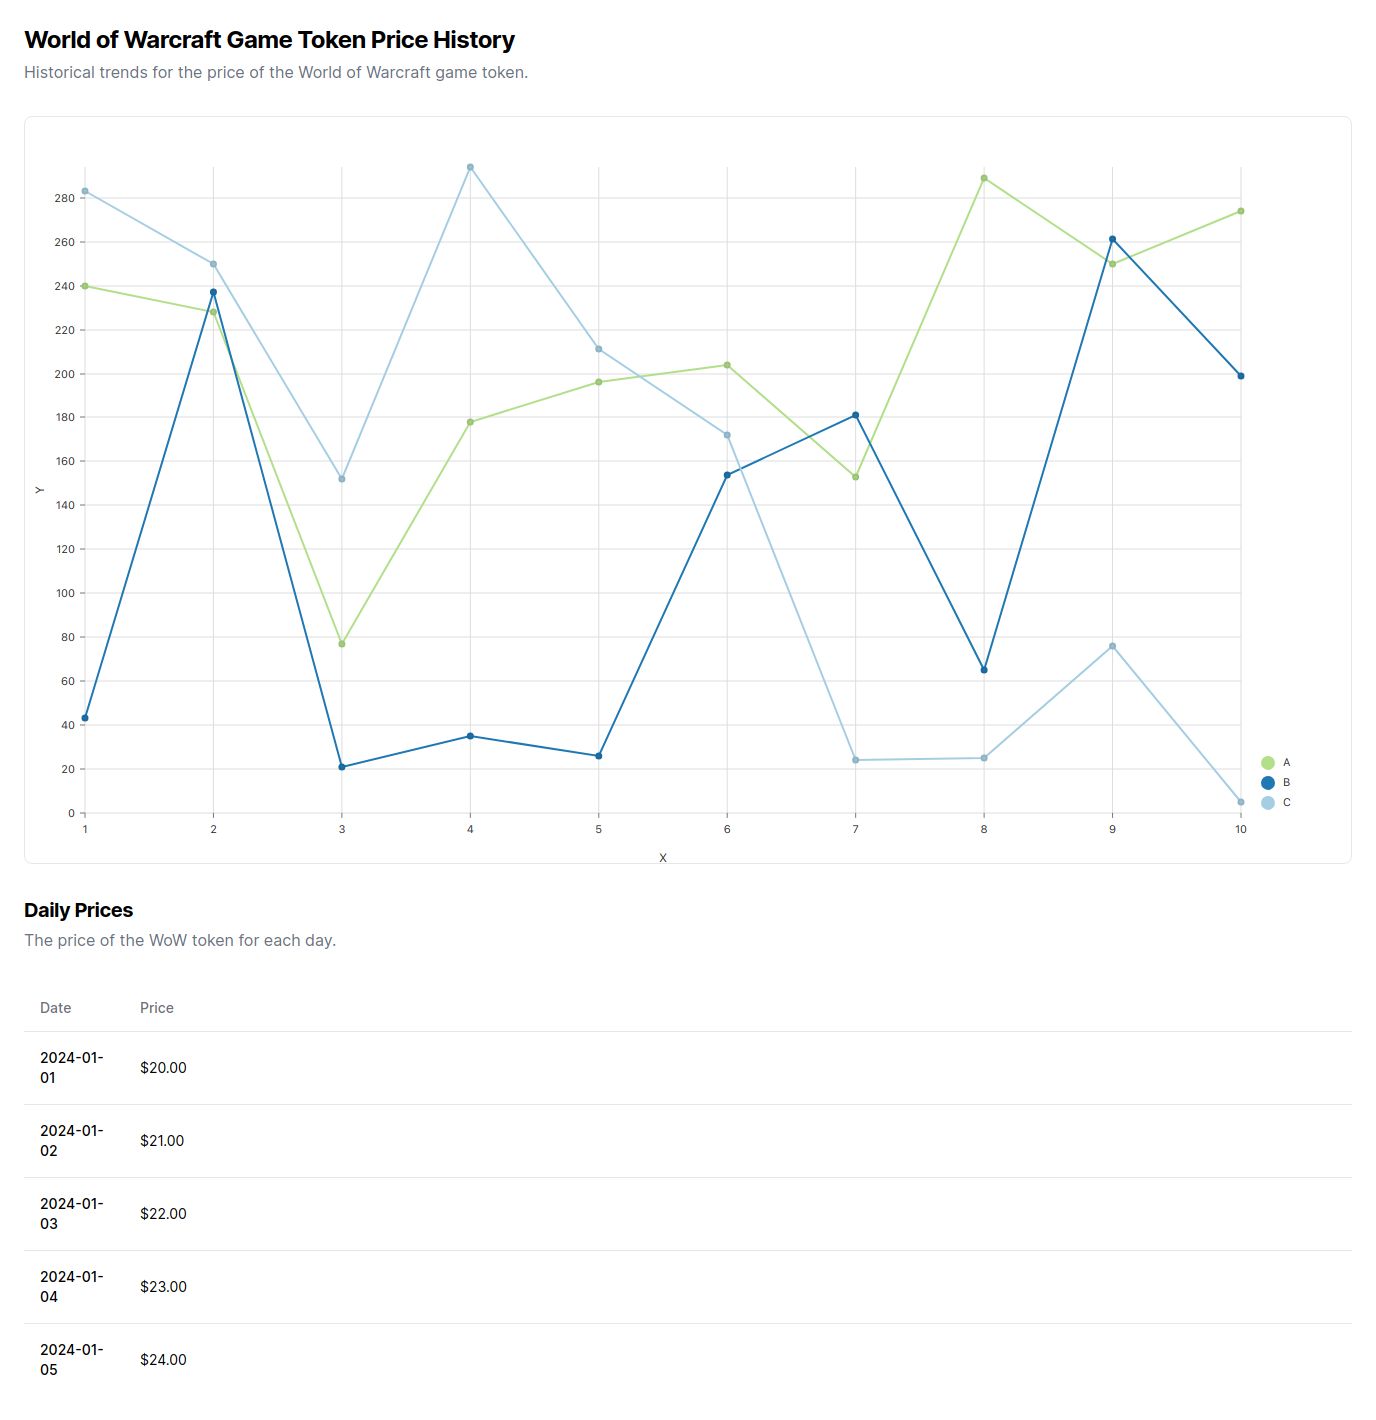 World of Warcraft Game Token Price History
Historical trends for the price of the World of Warcraft game token.
280
260
240
220
200
180
160
140
120
100
80
60
40
20
0
Y
1 2 3 4 5 6 7 8 9 10
X
A
B
C
Daily Prices
The price of the WoW token for each day.
Date Price
2024-01-
01
$20.00
2024-01-
02
$21.00
2024-01-
03
$22.00
2024-01-
04
$23.00
2024-01-
05
$24.00